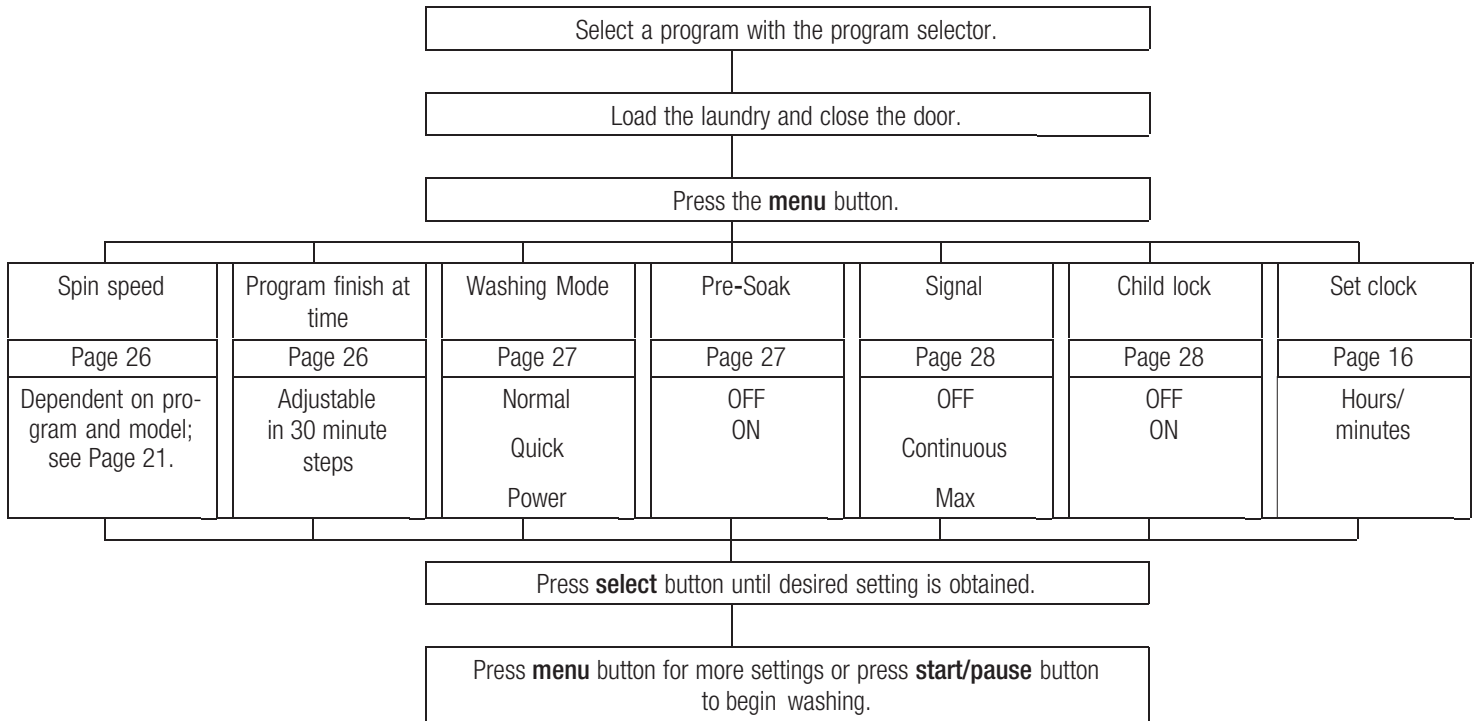 Select a program with the program selector.
Load the laundry and close the door.
Press the menu button.
Spin speed
Page 26
Dependent on pro-
gram and model;
see Page 21.
Program finish at
time
Page 26
Adjustable
in 30 minute
steps
Washing Mode
Page 27
Normal
Quick
Power
Pre-Soak
Page 27
OFF
ON
Signal
Page 28
OFF
Continuous
Max
Child lock
Page 28
OFF
ON
Set clock
Page 16
Hours/
minutes
Press select button until desired setting is obtained.
Press menu button for more settings or press start/pause button
to begin washing.